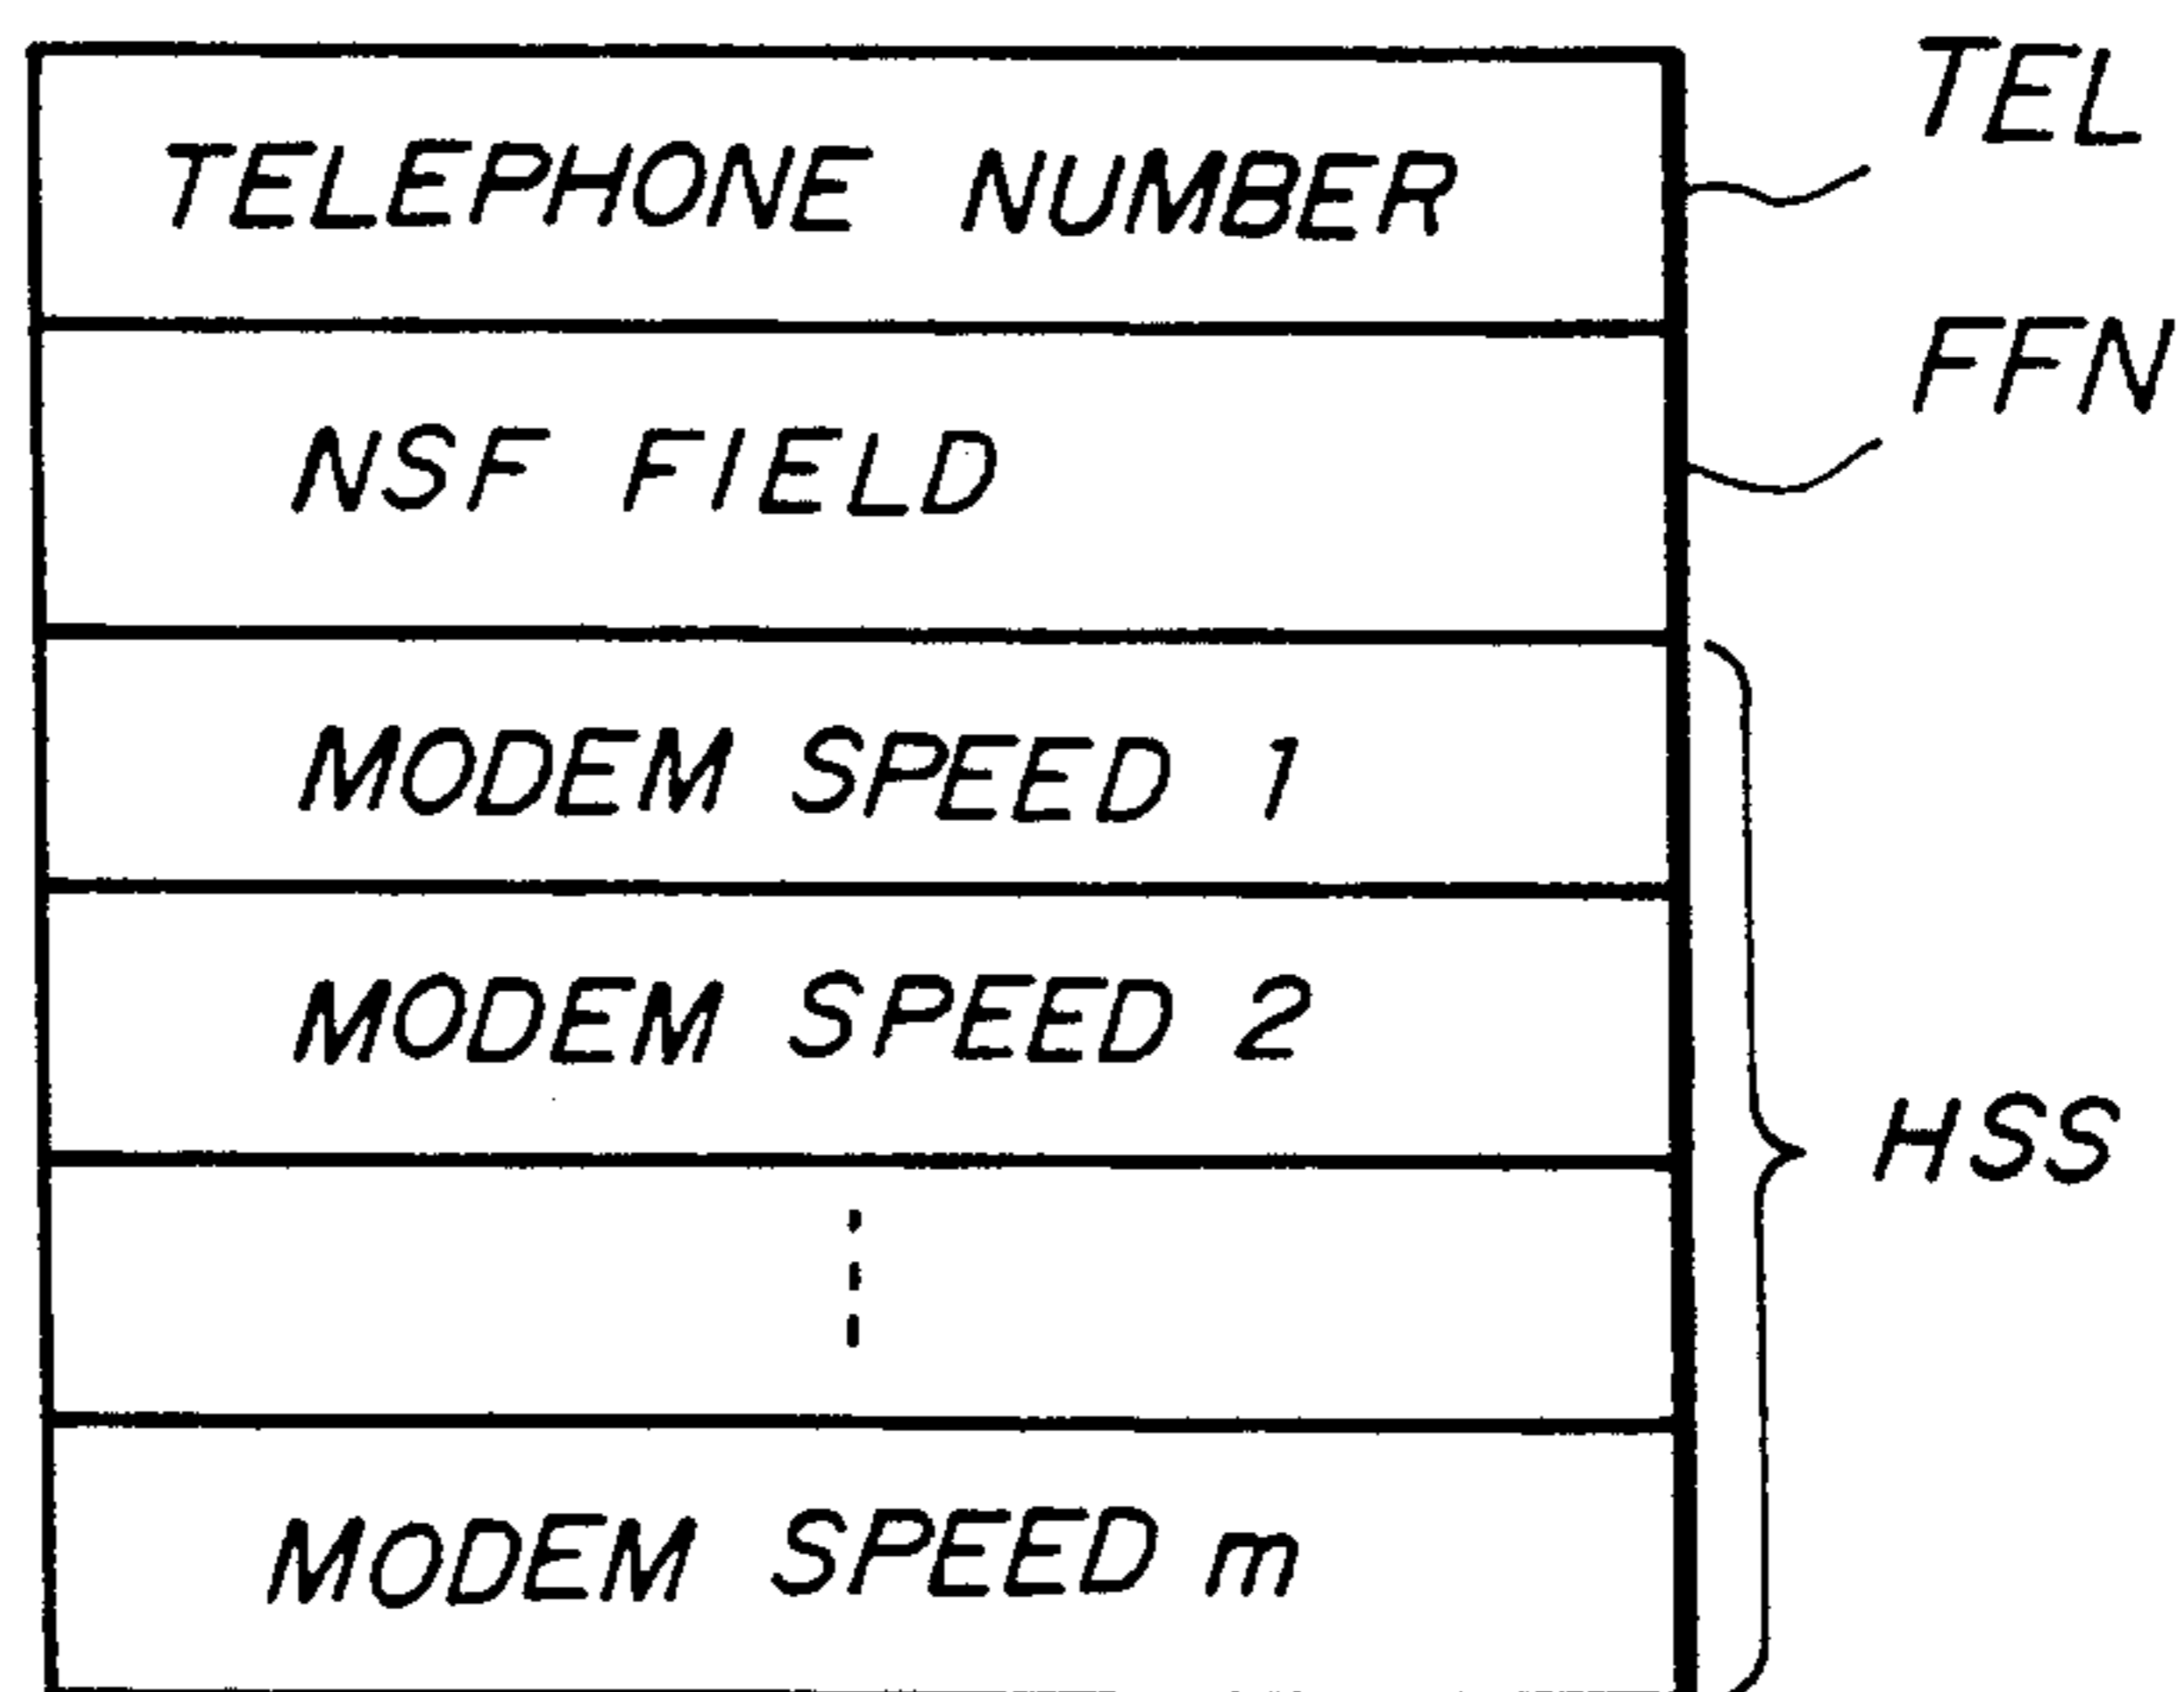 TEL
TELEPHONE NUMBER
FFN
NSF FIELD
MODEM SPEED 1
MODEM SPEED 2
HSS
MODEM SPEED m